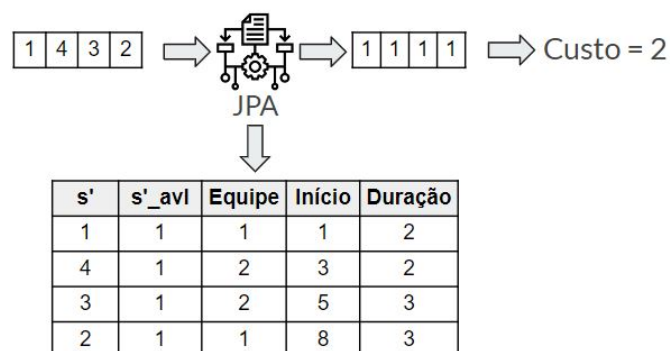 1 4 3 2 1 1 1 1 Custo = 2
JPA
s' s'_avl Equipe Início Duração
1 1 1 1 2
4 1 2 3 2
3 1 2 5 3
2 1 1 8 3